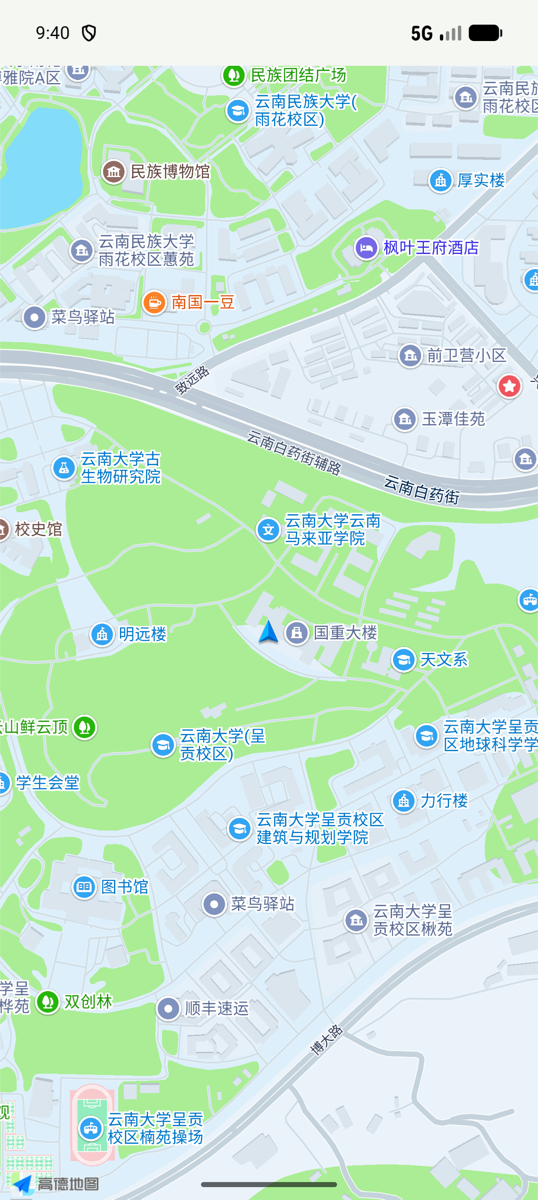 9:40
5G
博雅院A区
民族团结广场
云南民族大学(
雨花校区)
云南民族
雨花校区
民族博物馆
厚实楼
云南民族大学
雨花校区蕙苑
枫叶王府酒店
南国一豆
菜鸟驿站
前卫营小区
致远路
玉潭佳苑
云南白药街辅路
云南大学古
生物研究院
云南白药街
校史馆
云南大学云南
马来亚学院
明远楼
国重大楼
天文系
云山鲜云顶
云南大学(呈
贡校区)
云南大学呈贡
区地球科学学
学生会堂
力行楼
云南大学呈贡校区
建筑与规划学院
图书馆
菜鸟驿站
云南大学呈
贡校区楸苑
学呈
桦苑
双创林
顺丰速运
博大路
观
云南大学呈贡
校区楠苑操场
高德地图